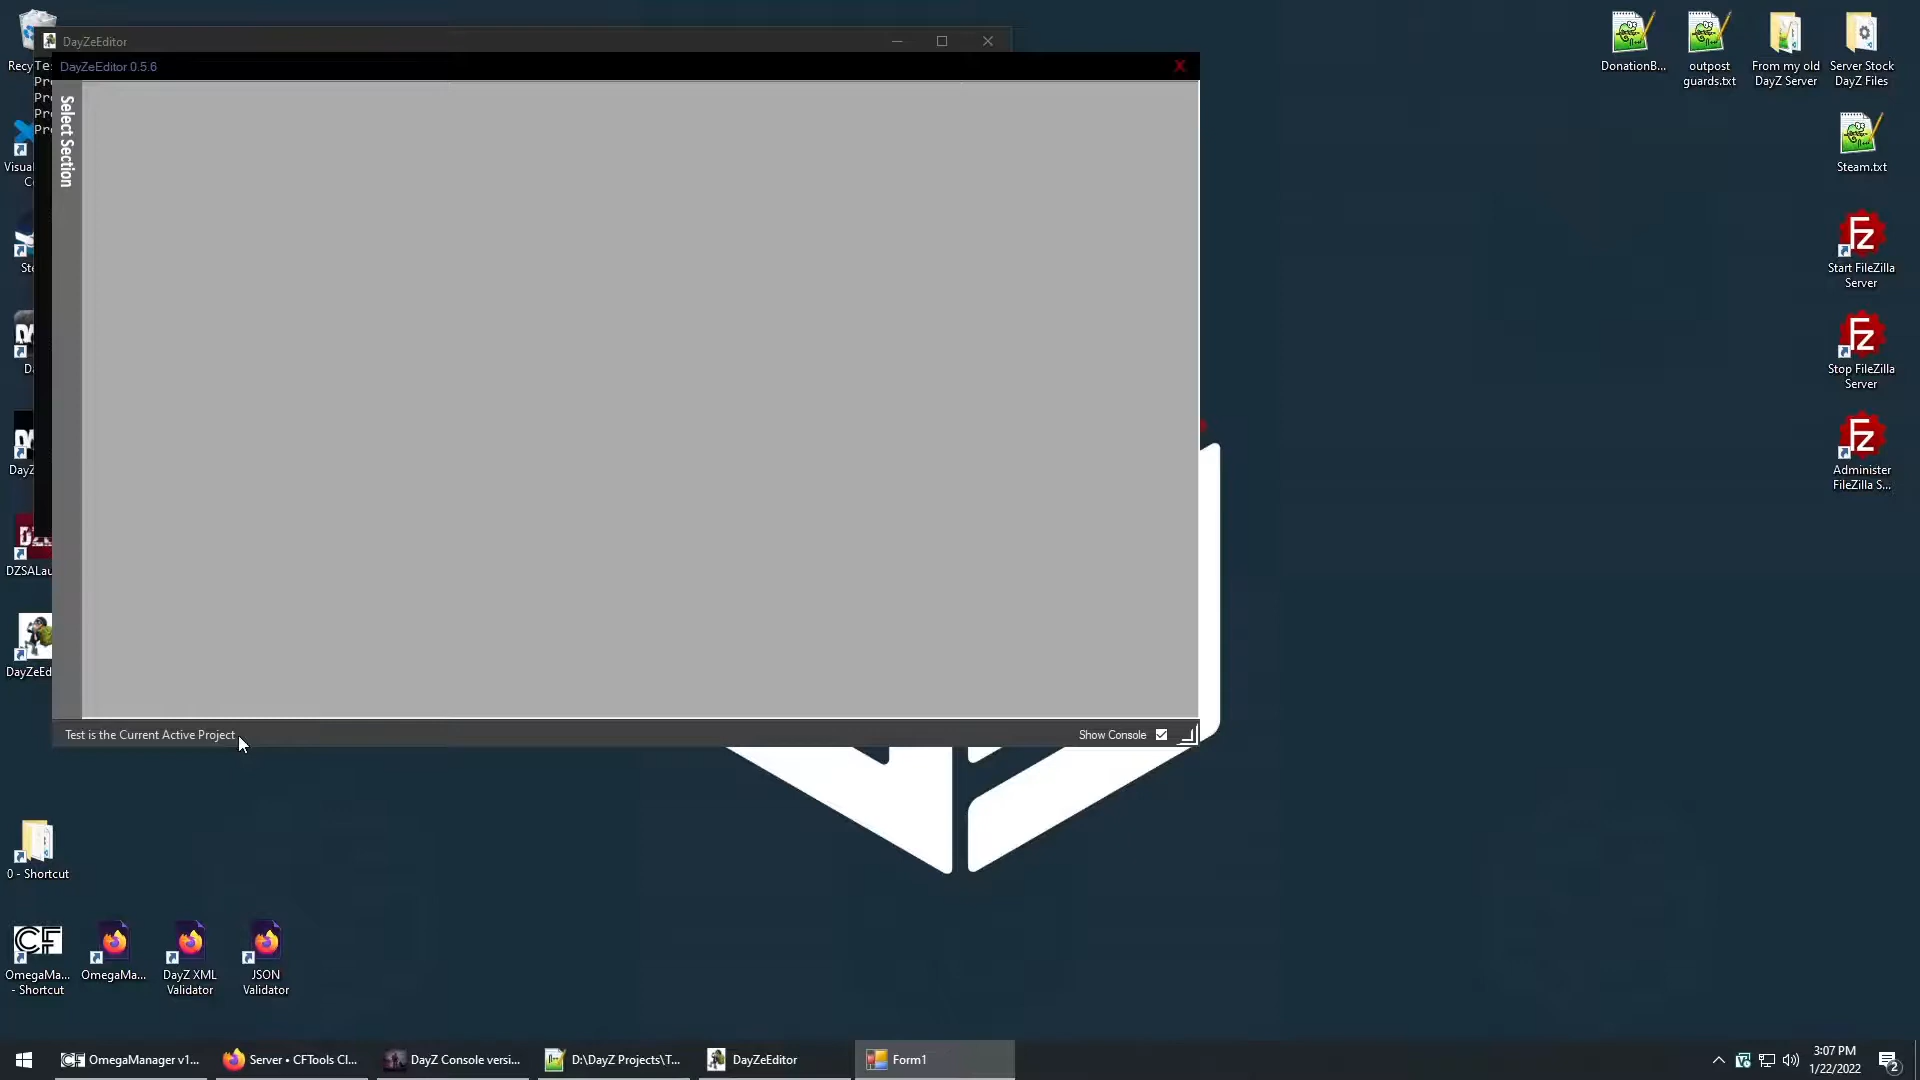 DayZeEditor
DayZeEditor 0.5.6
X
Select Section
Test is the Current Active Project
Show Console
DonationB...
outpost
guards.txt
From my old
DayZ Server
Server Stock
DayZ Files
Steam.txt
Start FileZilla
Server
Stop FileZilla
Server
Administer
FileZilla S...
0 - Shortcut
OmegaMa...
- Shortcut
OmegaMa...
DayZ XML
Validator
JSON
Validator
OmegaManager v1...
Server • CFTools Cl...
DayZ Console versi...
D:\DayZ Projects\T...
DayZeEditor
Form1
3:07 PM
1/22/2022
2